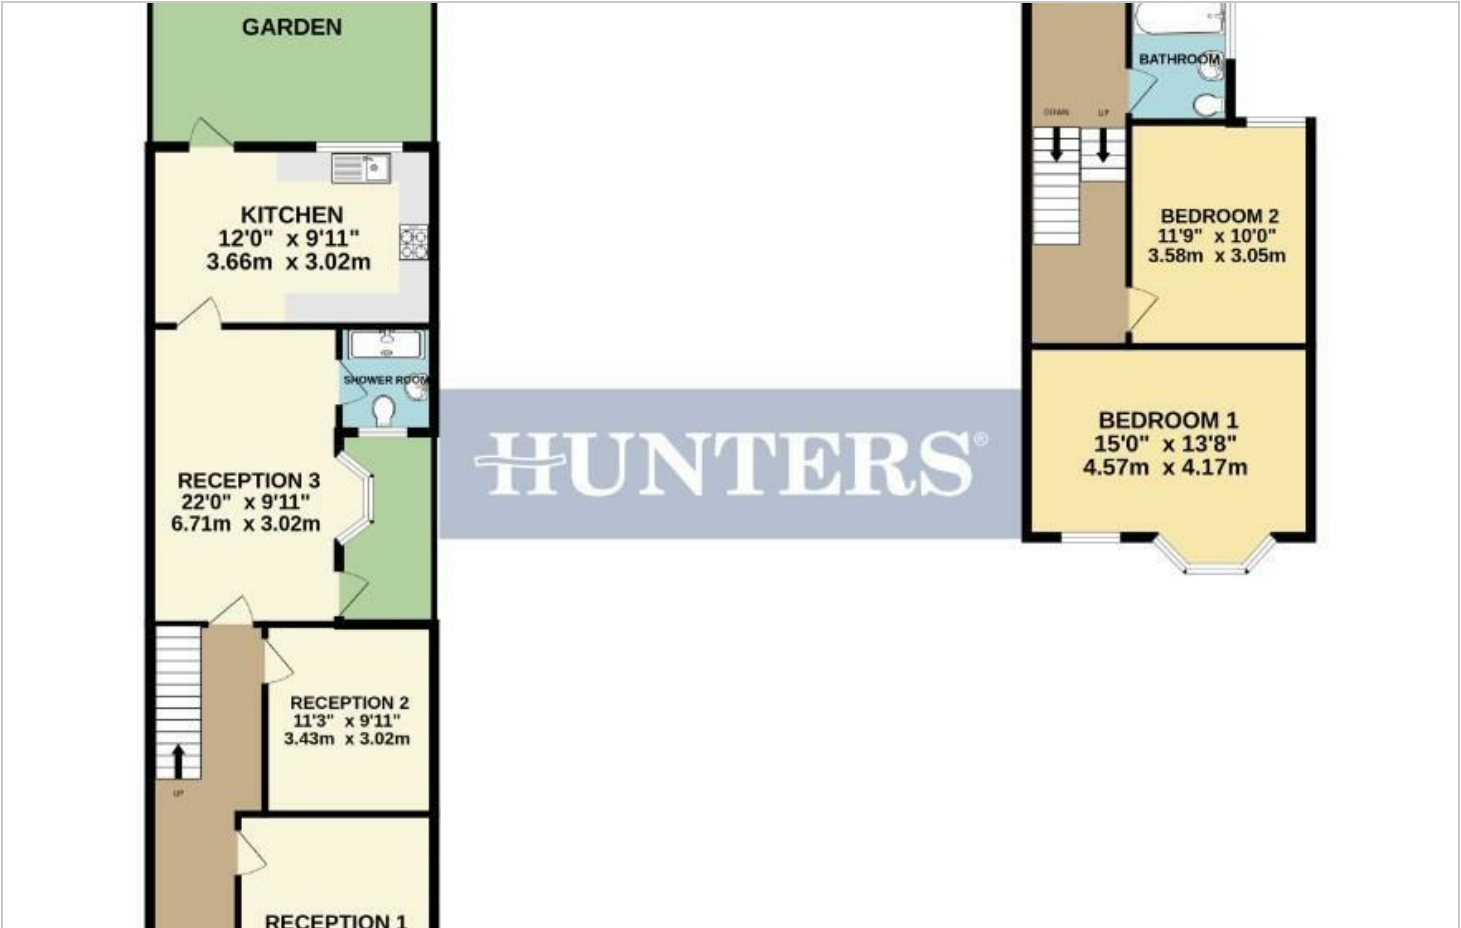 GARDEN
KITCHEN
12'0" x 9'11"
3.66m x 3.02m
SHOWER ROOM
RECEPTION 3
22'0" x 9'11"
6.71m x 3.02m
RECEPTION 2
11'3" x 9'11"
3.43m x 3.02m
UP
RECEPTION 1
HUNTERS®
BATHROOM
DOWN UP
BEDROOM 2
11'9" x 10'0"
3.58m x 3.05m
BEDROOM 1
15'0" x 13'8"
4.57m x 4.17m